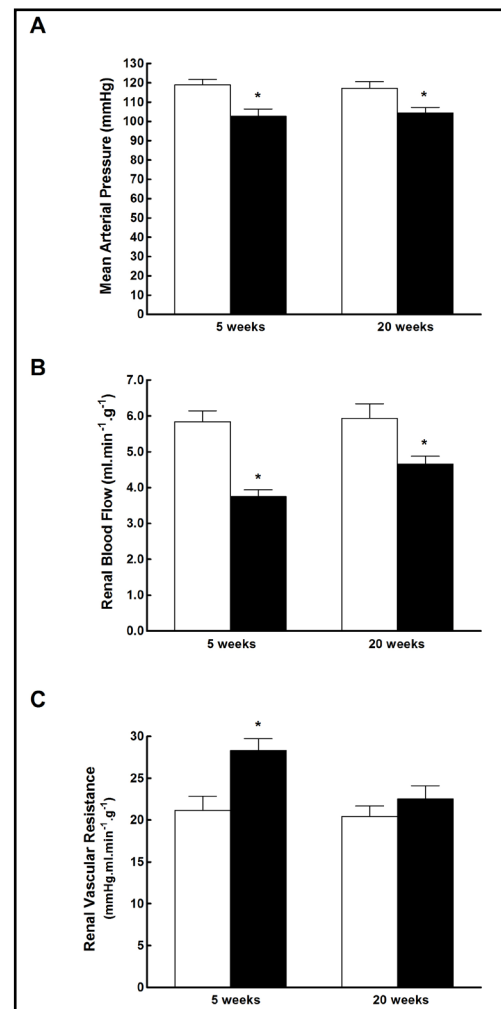 A
Mean Arterial Pressure (mmHg)
130
120
110
100
90
80
70
60
50
40
30
20
10
0
*
*
5 weeks
20 weeks
B
Renal Blood Flow (ml.min⁻¹.g⁻¹)
7.0
6.0
5.0
4.0
3.0
2.0
1.0
0.0
*
*
5 weeks
20 weeks
C
Renal Vascular Resistance
(mmHg.ml.min⁻¹.g⁻¹)
30
25
20
15
10
5
0
*
5 weeks
20 weeks